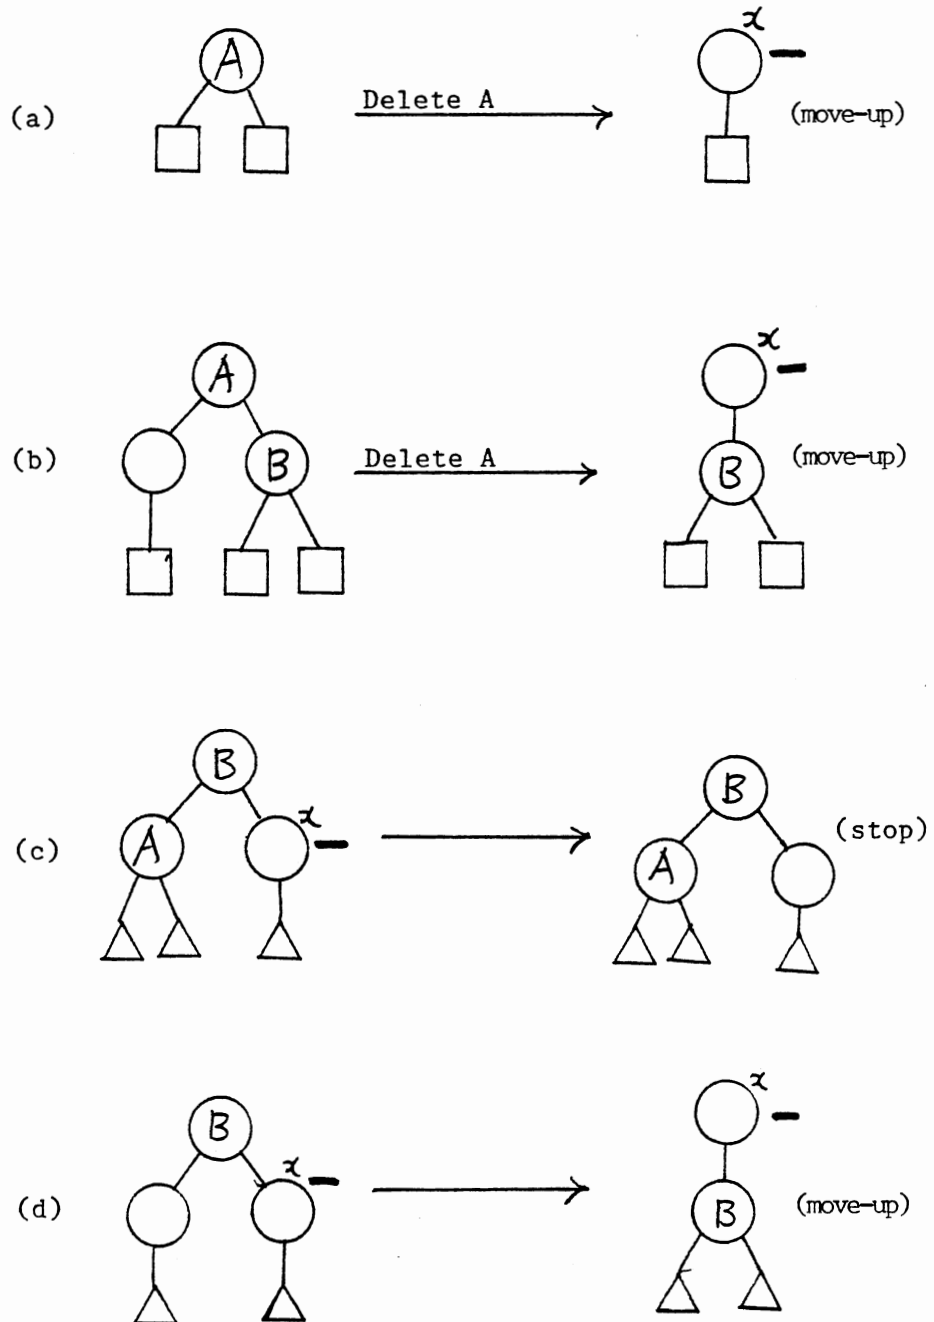 x
A
(a)
Delete A
(move-up)
x
A
(b)
B
Delete A
B
(move-up)
B
x
(c)
A
B
A
(stop)
x
B
x
(d)
B
(move-up)